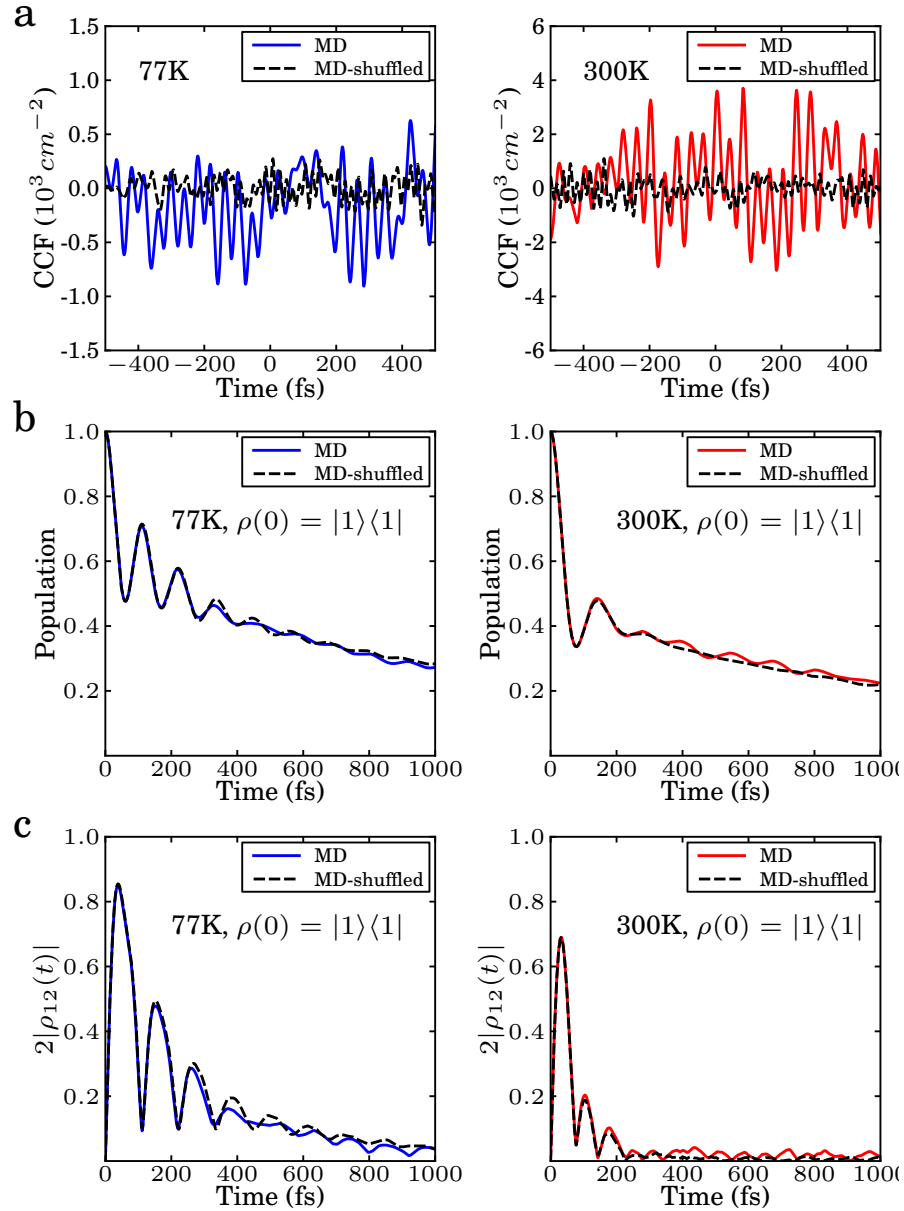 a
1.5
1.0
0.5
0.0
-0.5
-1.0
-1.5
CCF (10³ cm⁻²)
77K
MD
MD-shuffled
−400 −200 0 200 400
Time (fs)
6
4
2
0
-2
-4
-6
CCF (10³ cm⁻²)
300K
MD
MD-shuffled
−400 −200 0 200 400
Time (fs)
b
1.0
0.8
0.6
0.4
0.2
Population
MD
MD-shuffled
77K, ρ(0) = |1⟩⟨1|
0 200 400 600 800 1000
Time (fs)
1.0
0.8
0.6
0.4
0.2
Population
MD
MD-shuffled
300K, ρ(0) = |1⟩⟨1|
0 200 400 600 800 1000
Time (fs)
c
1.0
0.8
0.6
0.4
0.2
2|ρ₁₂(t)|
MD
MD-shuffled
77K, ρ(0) = |1⟩⟨1|
0 200 400 600 800 1000
Time (fs)
1.0
0.8
0.6
0.4
0.2
2|ρ₁₂(t)|
MD
MD-shuffled
300K, ρ(0) = |1⟩⟨1|
0 200 400 600 800 1000
Time (fs)